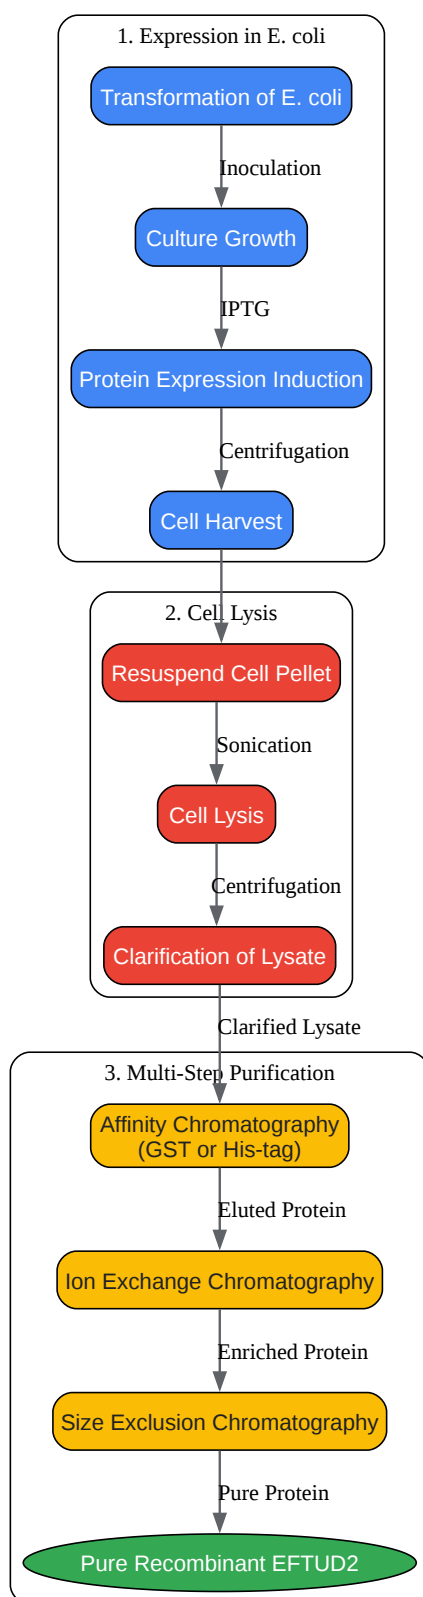 1. Expression in E. coli
Transformation of E. coli
Inoculation
Culture Growth
IPTG
Protein Expression Induction
Centrifugation
Cell Harvest
2. Cell Lysis
Resuspend Cell Pellet
Sonication
Cell Lysis
Centrifugation
Clarification of Lysate
Clarified Lysate
3. Multi-Step Purification
Affinity Chromatography
(GST or His-tag)
Eluted Protein
Ion Exchange Chromatography
Enriched Protein
Size Exclusion Chromatography
Pure Protein
Pure Recombinant EFTUD2